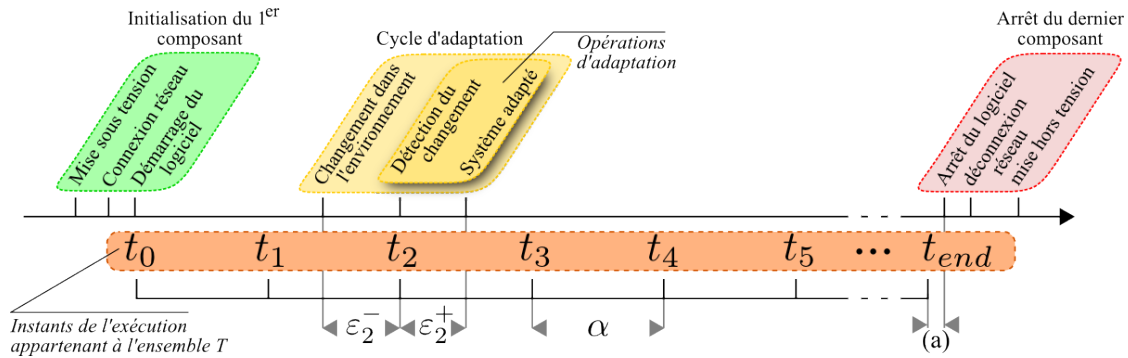 Initialisation du 1er
composant
Mise sous tension
Connexion réseau
Démarrage du
logiciel
Cycle d'adaptation
Opérations
d'adaptation
Changement dans
l'environnement
Détection du
changement
Système adapté
Arrêt du dernier
composant
Arrêt du logiciel
déconnexion
réseau
mise hors tension
t0 t1 t2 t3 t4 t5 ... tend
Instants de l'exécution
appartenant à l'ensemble T
ε2− ε2+ α (a)